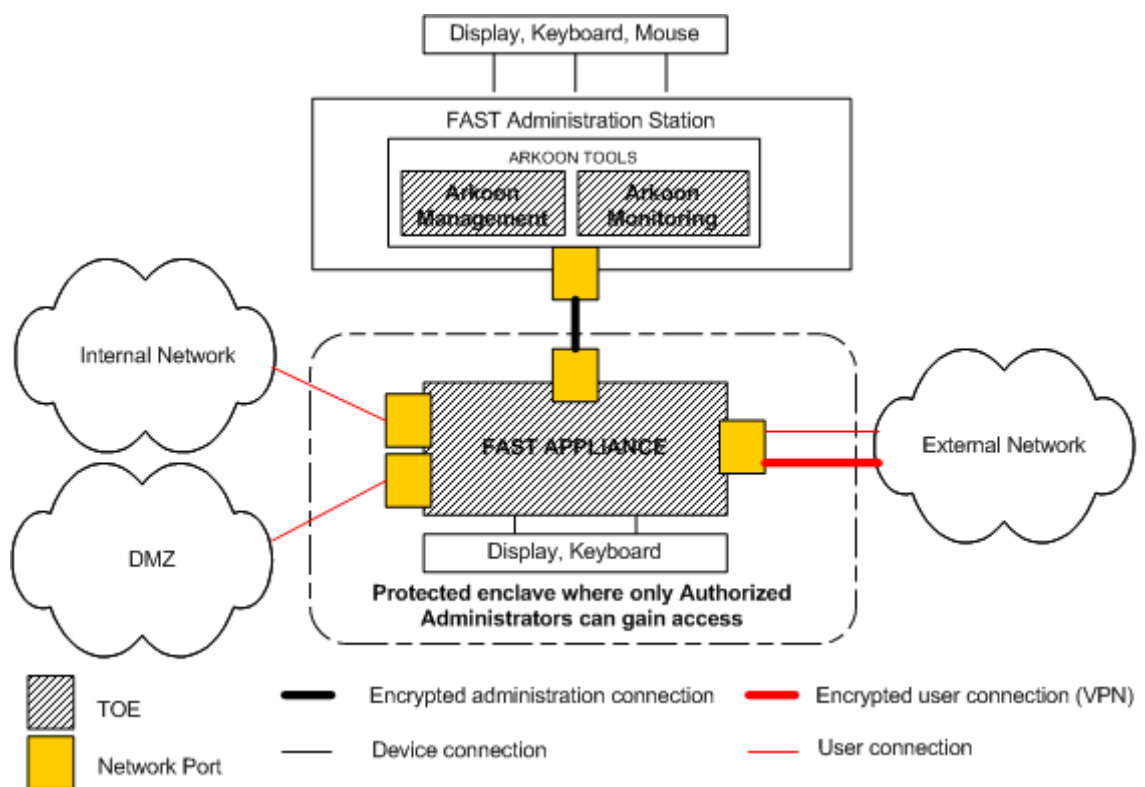 Display, Keyboard, Mouse
FAST Administration Station
ARKOON TOOLS
Arkoon
Management
Arkoon
Monitoring
Internal Network
FAST APPLIANCE
External Network
DMZ
Display, Keyboard
Protected enclave where only Authorized
Administrators can gain access
TOE
Encrypted administration connection
Encrypted user connection (VPN)
Network Port
Device connection
User connection